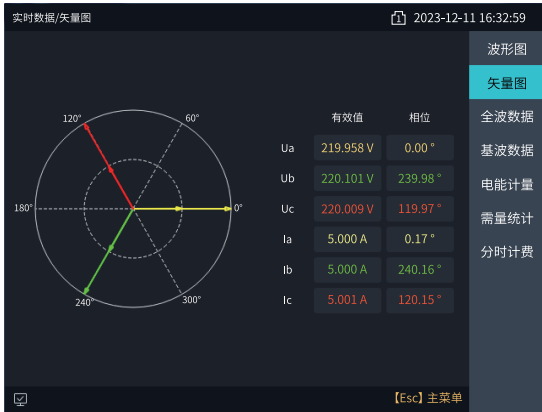 实时数据/矢量图
1 2023-12-11 16:32:59
波形图
矢量图
全波数据
基波数据
电能计量
需量统计
分时计费
120°
60°
180°
0°
240°
300°
有效值 相位
Ua 219.958 V 0.00 °
Ub 220.101 V 239.98 °
Uc 220.009 V 119.97 °
Ia 5.000 A 0.17 °
Ib 5.000 A 240.16 °
Ic 5.001 A 120.15 °
【Esc】主菜单